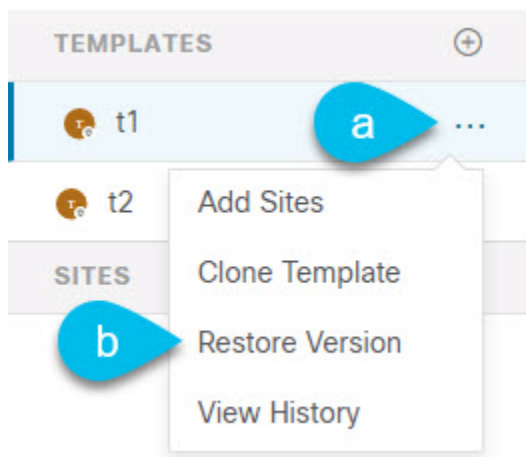 TEMPLATES
t1
a
...
t2
Add Sites
SITES
Clone Template
b
Restore Version
View History